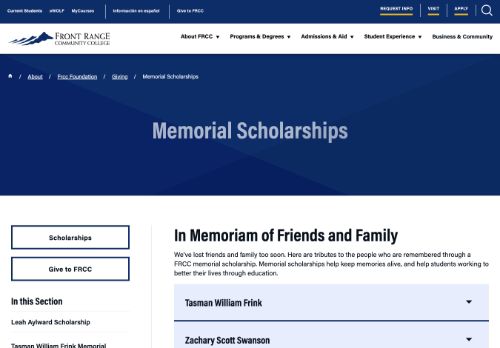 Current Students eWOLF MyCourses Información en español Give to FRCC REQUEST INFO VISIT APPLY
FRONT RANGE
COMMUNITY COLLEGE
About FRCC Programs & Degrees Admissions & Aid Student Experience Business & Community
/ About / Frcc Foundation / Giving / Memorial Scholarships
Memorial Scholarships
Scholarships
Give to FRCC
In this Section
Leah Aylward Scholarship
Tasman William Frink Memorial
In Memoriam of Friends and Family
We've lost friends and family too soon. Here are tributes to the people who are remembered through a
FRCC memorial scholarship. Memorial scholarships help keep memories alive, and help students working to
better their lives through education.
Tasman William Frink
Zachary Scott Swanson